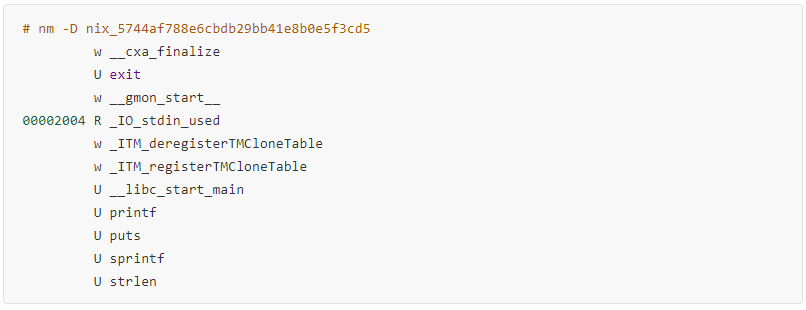 # nm -D nix_5744af788e6cbdb29bb41e8b0e5f3cd5
w __cxa_finalize
U exit
w __gmon_start__
00002004 R _IO_stdin_used
w _ITM_deregisterTMCloneTable
w _ITM_registerTMCloneTable
U __libc_start_main
U printf
U puts
U sprintf
U strlen